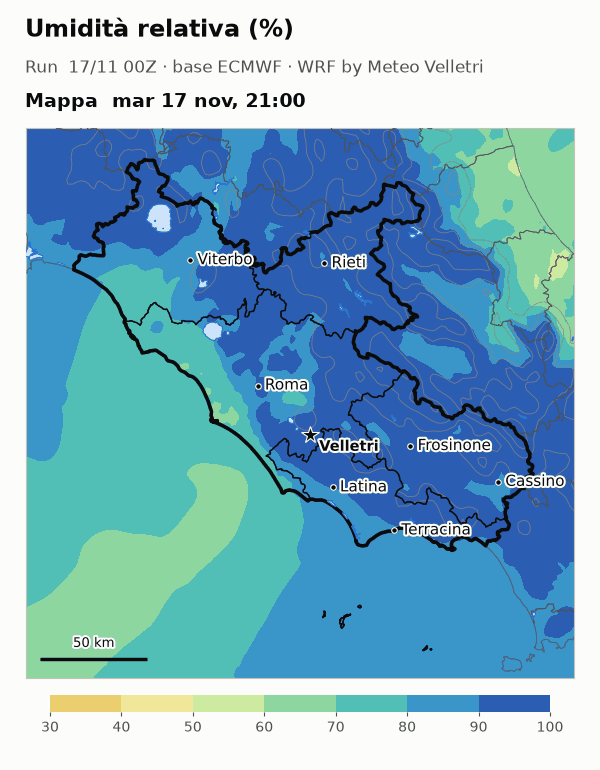 Umidità relativa (%)
Run  17/11 00Z · base ECMWF · WRF by Meteo Velletri
Mappa  mar 17 nov, 21:00
Viterbo
Rieti
Roma
Velletri
Frosinone
Latina
Cassino
Terracina
50 km
30 40 50 60 70 80 90 100